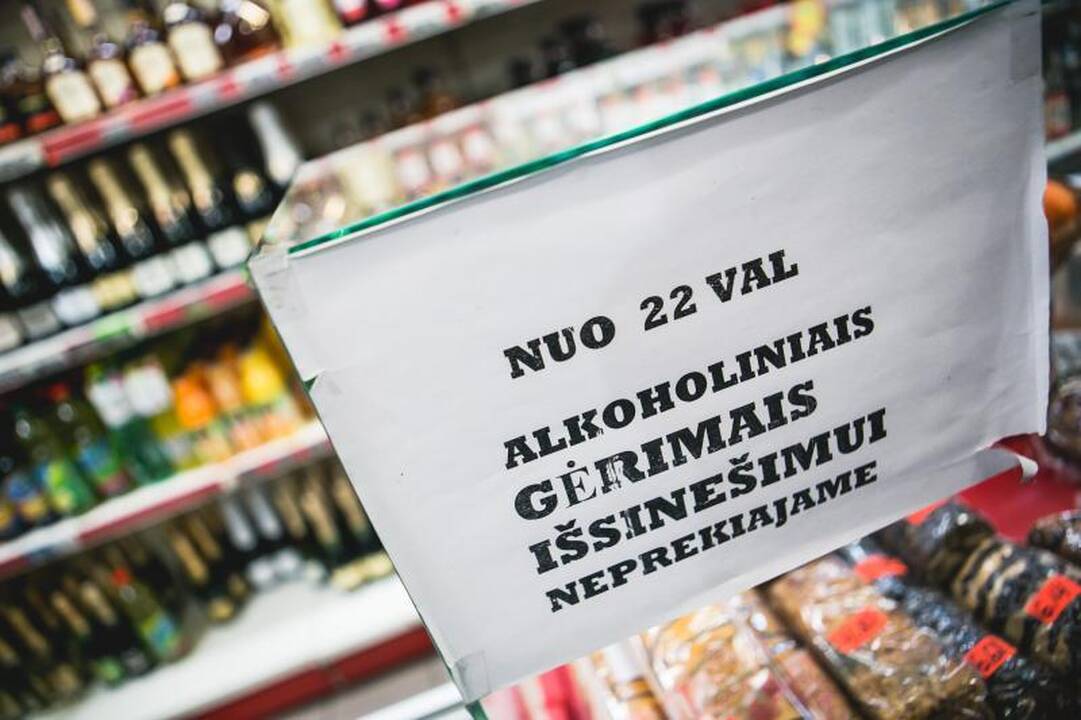 NUO 22 VAL
ALKOHOLINIAIS
GĖRIMAIS
IŠSINEŠIMUI
NEPREKIAJAME